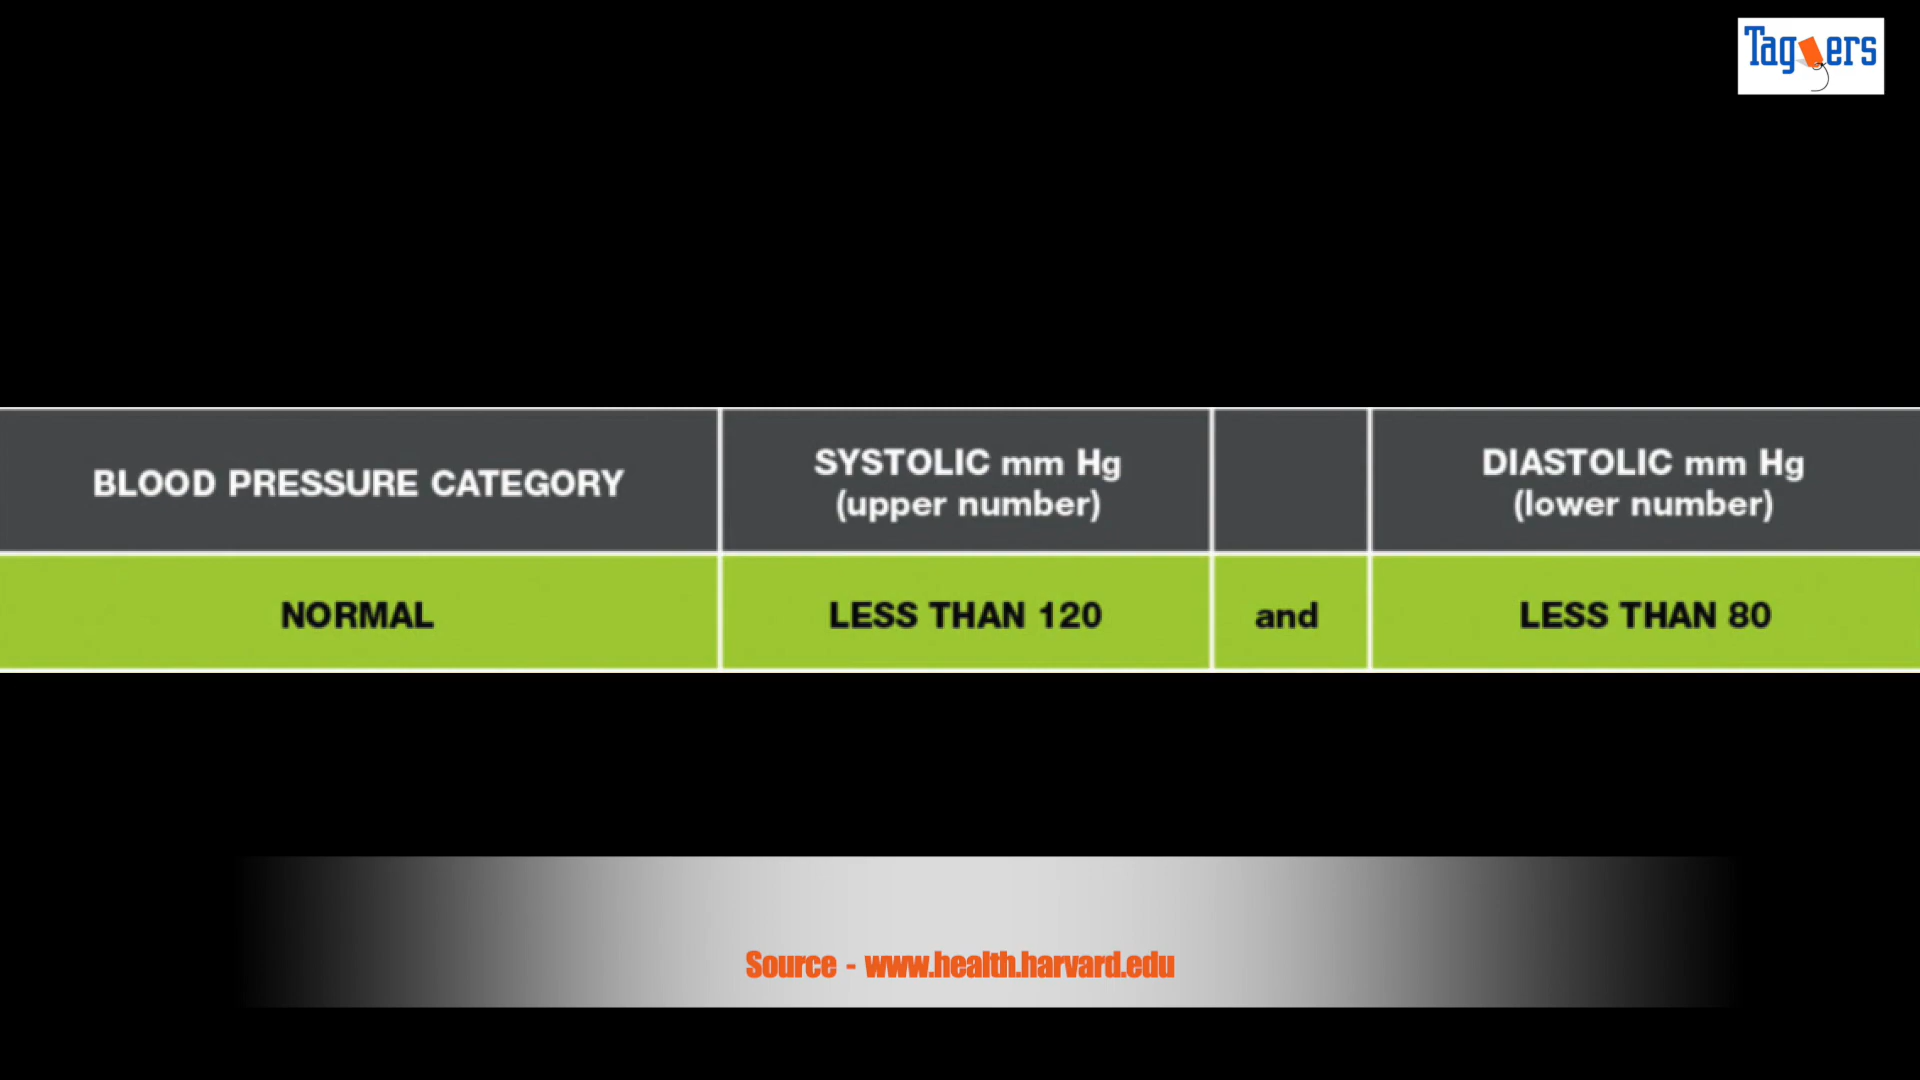 BLOOD PRESSURE CATEGORY
SYSTOLIC mm Hg
(upper number)
DIASTOLIC mm Hg
(lower number)
NORMAL
LESS THAN 120
and
LESS THAN 80
Source - www.health.harvard.edu